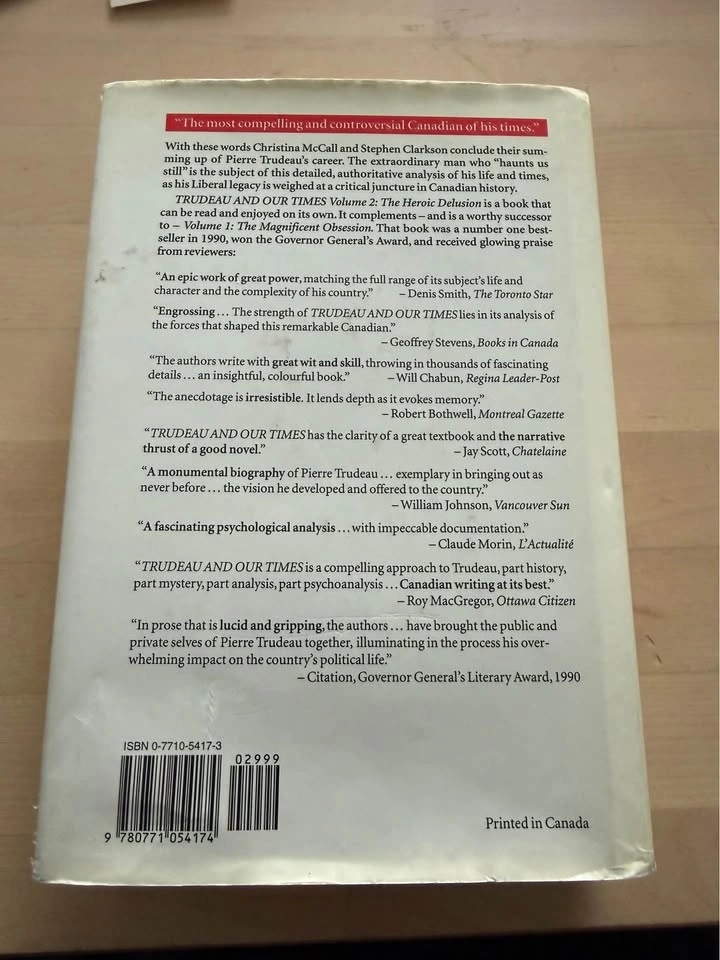 "The most compelling and controversial Canadian of his times."
With these words Christina McCall and Stephen Clarkson conclude their sum-
ming up of Pierre Trudeau's career. The extraordinary man who "haunts us
still" is the subject of this detailed, authoritative analysis of his life and times,
as his Liberal legacy is weighed at a critical juncture in Canadian history.
TRUDEAU AND OUR TIMES Volume 2: The Heroic Delusion is a book that
can be read and enjoyed on its own. It complements – and is a worthy successor
to – Volume 1: The Magnificent Obsession. That book was a number one best-
seller in 1990, won the Governor General's Award, and received glowing praise
from reviewers:
"An epic work of great power, matching the full range of its subject's life and
character and the complexity of his country." – Denis Smith, The Toronto Star
"Engrossing... The strength of TRUDEAU AND OUR TIMES lies in its analysis of
the forces that shaped this remarkable Canadian."
– Geoffrey Stevens, Books in Canada
"The authors write with great wit and skill, throwing in thousands of fascinating
details... an insightful, colourful book." – Will Chabun, Regina Leader-Post
"The anecdotage is irresistible. It lends depth as it evokes memory."
– Robert Bothwell, Montreal Gazette
"TRUDEAU AND OUR TIMES has the clarity of a great textbook and the narrative
thrust of a good novel." – Jay Scott, Chatelaine
"A monumental biography of Pierre Trudeau... exemplary in bringing out as
never before... the vision he developed and offered to the country."
– William Johnson, Vancouver Sun
"A fascinating psychological analysis... with impeccable documentation."
– Claude Morin, L'Actualité
"TRUDEAU AND OUR TIMES is a compelling approach to Trudeau, part history,
part mystery, part analysis, part psychoanalysis... Canadian writing at its best."
– Roy MacGregor, Ottawa Citizen
"In prose that is lucid and gripping, the authors... have brought the public and
private selves of Pierre Trudeau together, illuminating in the process his over-
whelming impact on the country's political life."
– Citation, Governor General's Literary Award, 1990
ISBN 0-7710-5417-3
02999
9 780771 054174
Printed in Canada